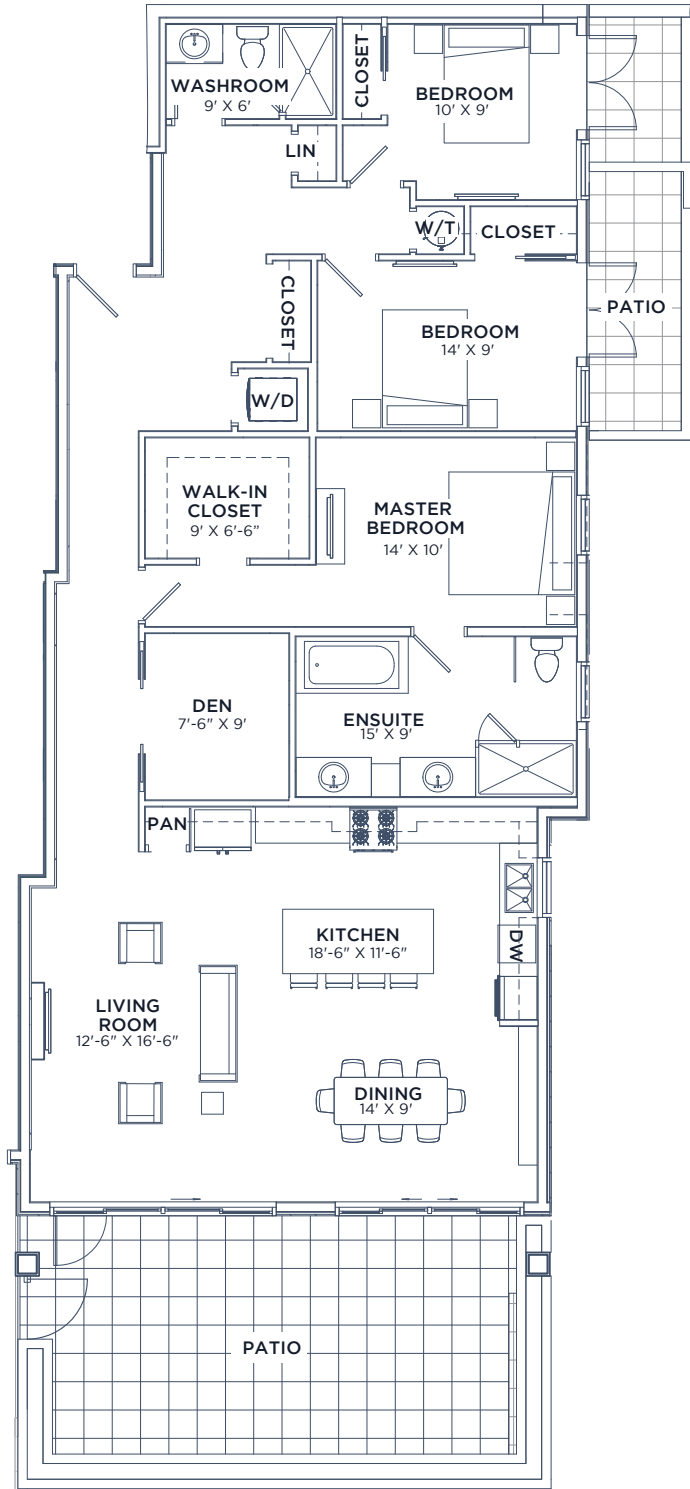 WASHROOM
9' X 6'
CLOSET
BEDROOM
10' X 9'
LIN
W/T
CLOSET
CLOSET
PATIO
BEDROOM
14' X 9'
W/D
WALK-IN
CLOSET
9' X 6'-6"
MASTER
BEDROOM
14' X 10'
DEN
7'-6" X 9'
ENSUITE
15' X 9'
PAN
KITCHEN
18'-6" X 11'-6"
DW
LIVING
ROOM
12'-6" X 16'-6"
DINING
14' X 9'
PATIO